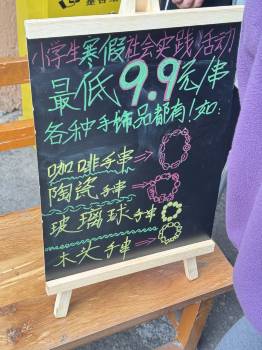 小学生寒假社会实践活动
最低9.9元/串
各种手饰品都有!如:
咖啡手串→
陶瓷手串→
玻璃球手串→
木头手串→